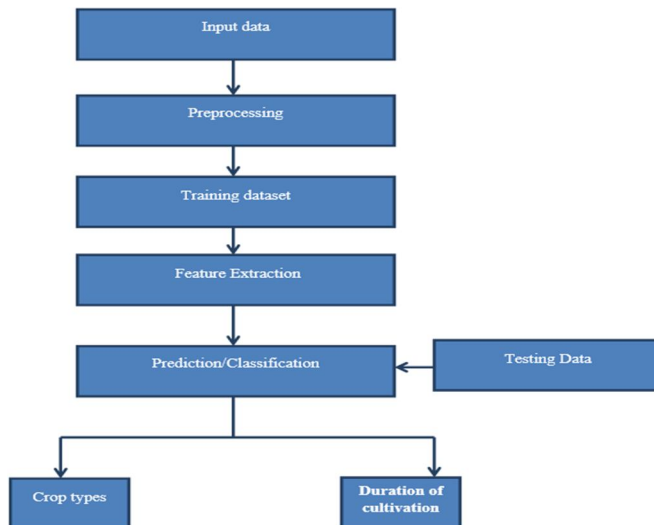 Input data
Preprocessing
Training dataset
Feature Extraction
Prediction/Classification
Testing Data
Crop types
Duration of
cultivation